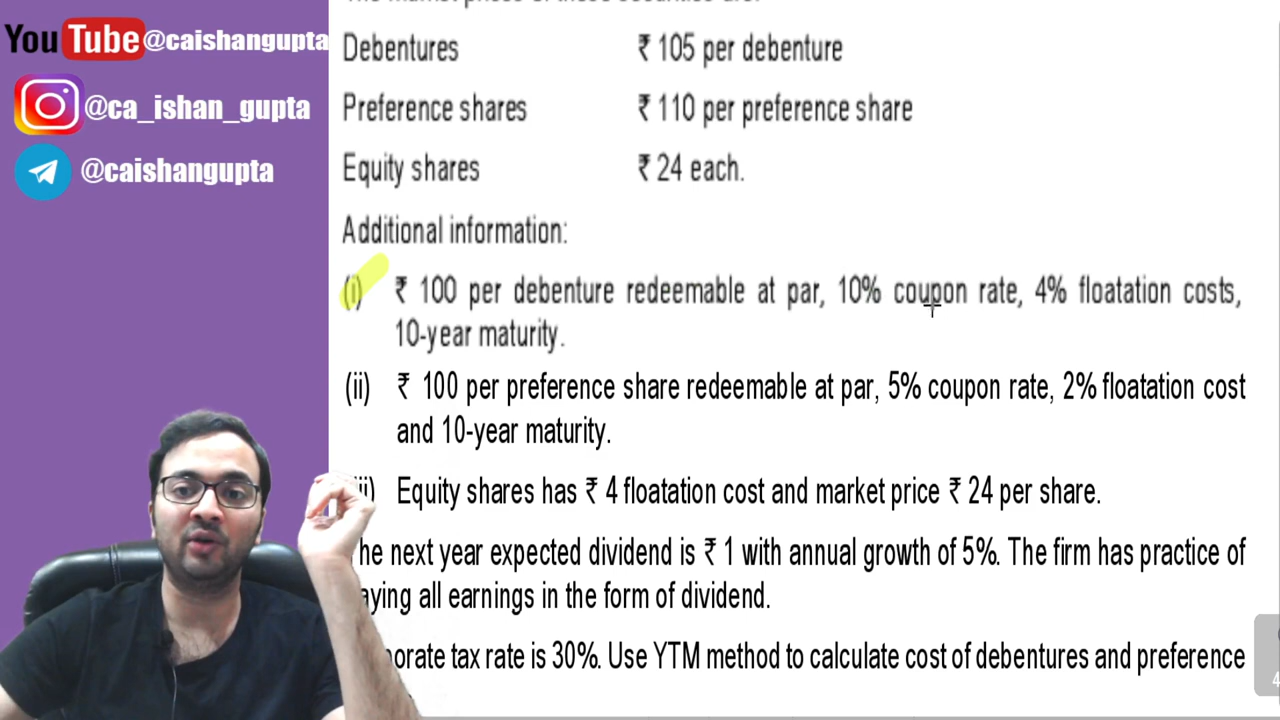 You Tube @caishangupta
@ca_ishan_gupta
@caishangupta
Debentures ₹ 105 per debenture
Preference shares ₹ 110 per preference share
Equity shares ₹ 24 each.
Additional information:
(i) ₹ 100 per debenture redeemable at par, 10% coupon rate, 4% floatation costs,
10-year maturity.
(ii) ₹ 100 per preference share redeemable at par, 5% coupon rate, 2% floatation cost
and 10-year maturity.
Equity shares has ₹ 4 floatation cost and market price ₹ 24 per share.
next year expected dividend is ₹ 1 with annual growth of 5%. The firm has practice of
all earnings in the form of dividend.
tax rate is 30%. Use YTM method to calculate cost of debentures and preference